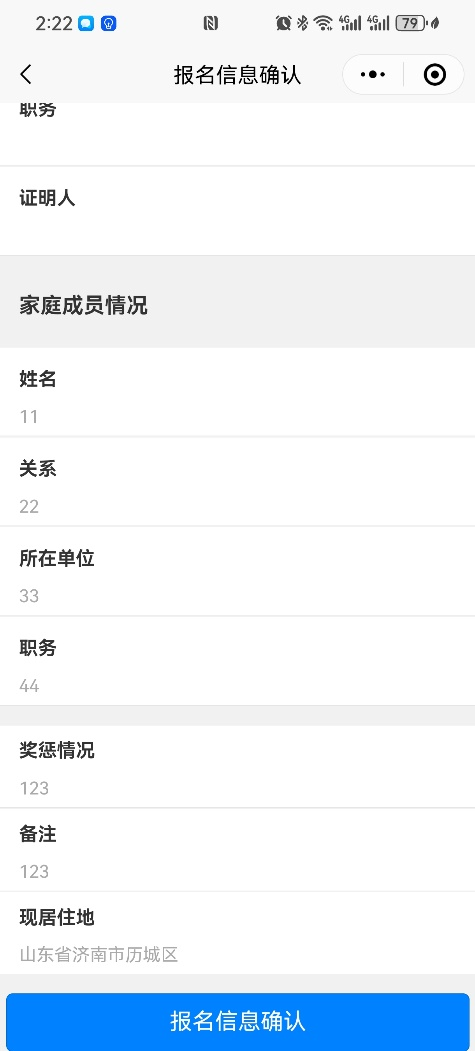 2:22
4G
4G
79
报名信息确认
职务
证明人
家庭成员情况
姓名
11
关系
22
所在单位
33
职务
44
奖惩情况
123
备注
123
现居住地
山东省济南市历城区
报名信息确认